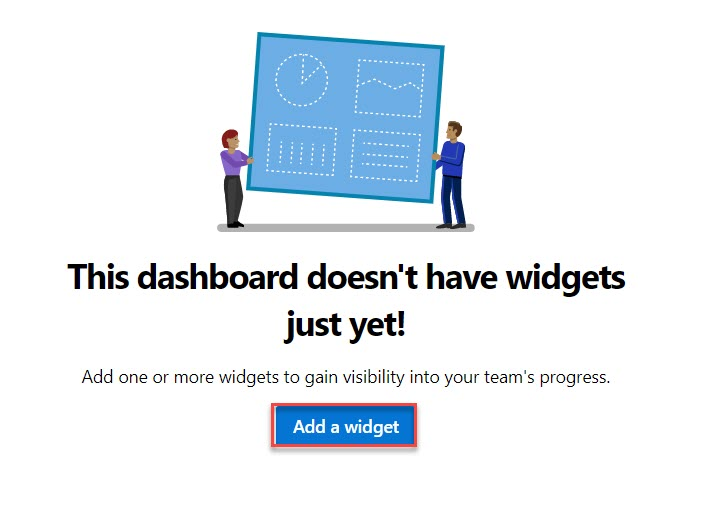 This dashboard doesn't have widgets
just yet!
Add one or more widgets to gain visibility into your team's progress.
Add a widget